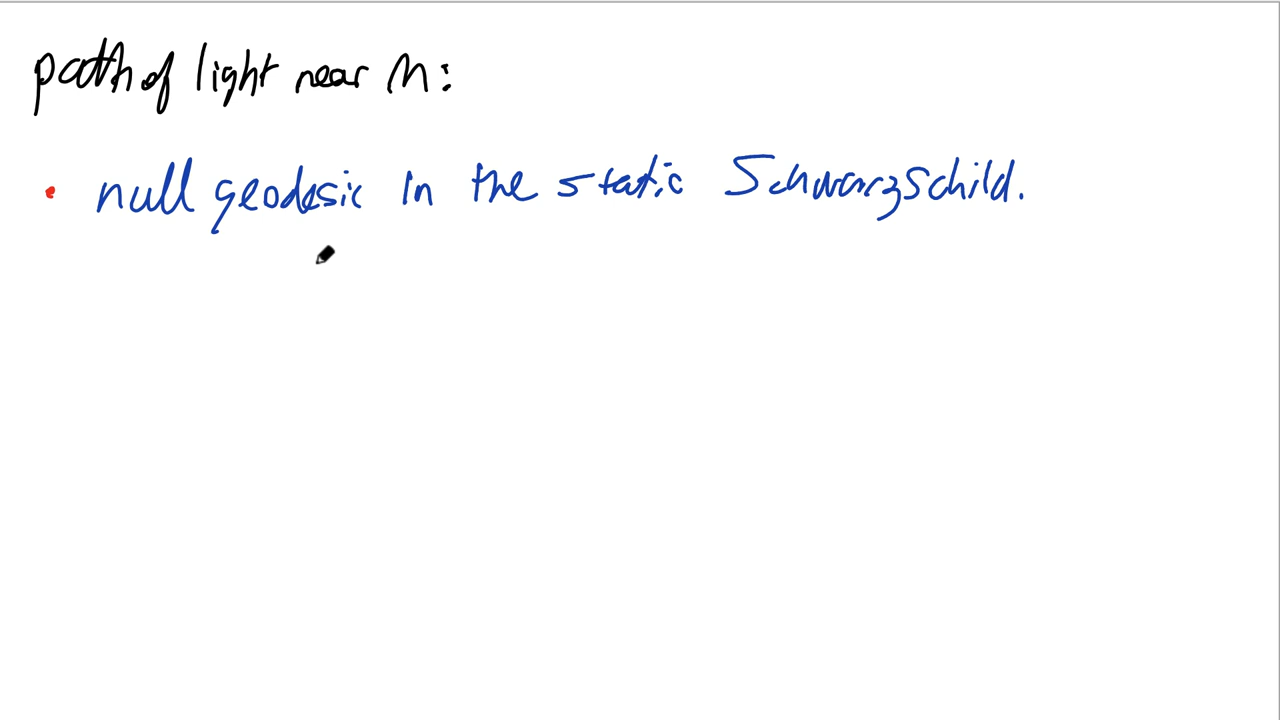 path of light near M:
• null geodesic in the static Schwarzschild.